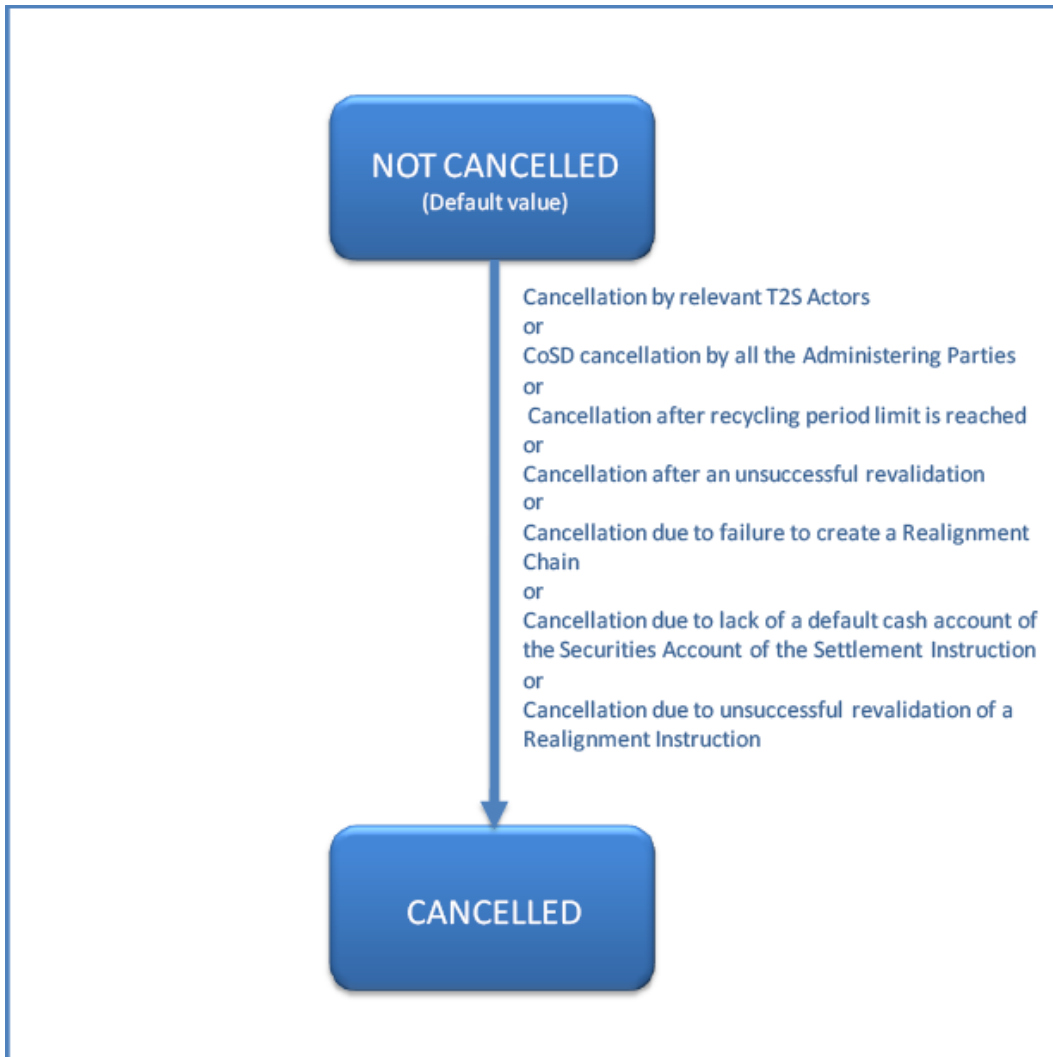 NOT CANCELLED
(Default value)
Cancellation by relevant T2S Actors
or
CoSD cancellation by all the Administering Parties
or
Cancellation after recycling period limit is reached
or
Cancellation after an unsuccessful revalidation
or
Cancellation due to failure to create a Realignment
Chain
or
Cancellation due to lack of a default cash account of
the Securities Account of the Settlement Instruction
or
Cancellation due to unsuccessful revalidation of a
Realignment Instruction
CANCELLED